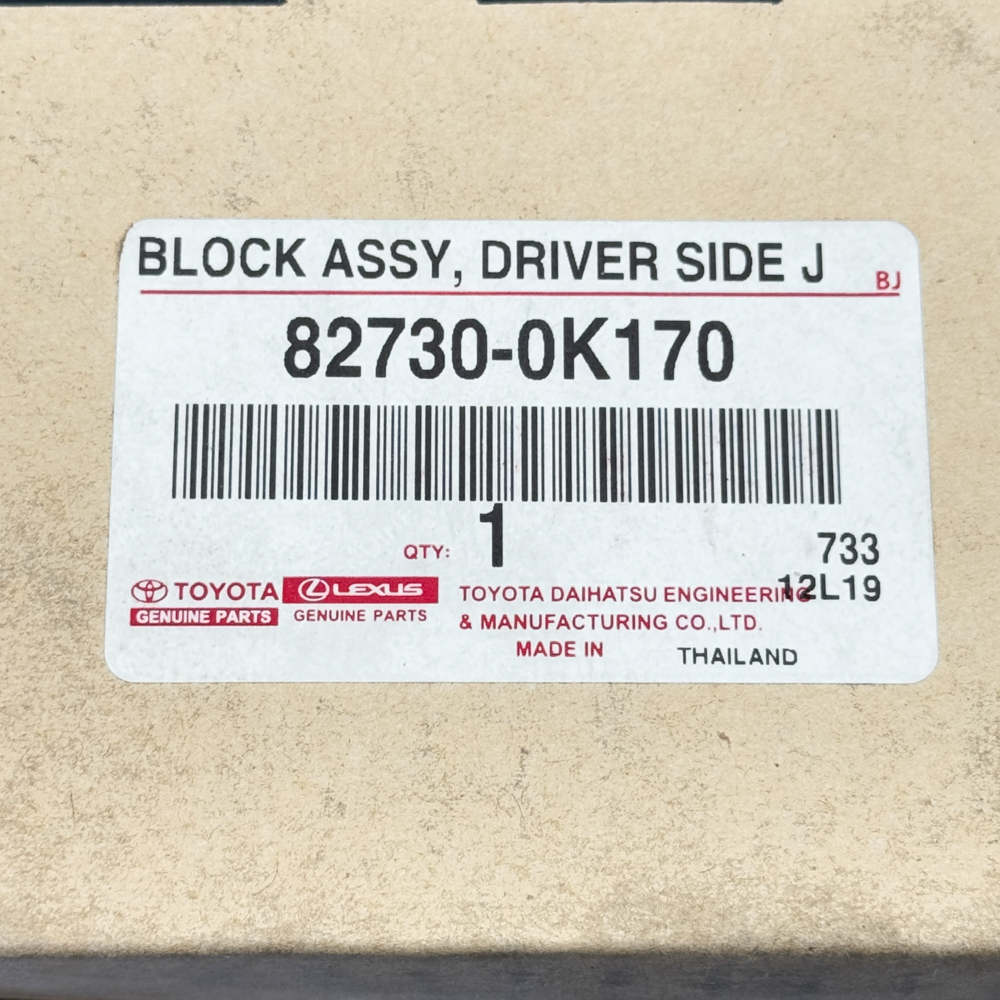 BLOCK ASSY, DRIVER SIDE J
BJ
82730-0K170
QTY: 1
733
12L19
TOYOTA
GENUINE PARTS
LEXUS
GENUINE PARTS
TOYOTA DAIHATSU ENGINEERING
& MANUFACTURING CO.,LTD.
MADE IN THAILAND